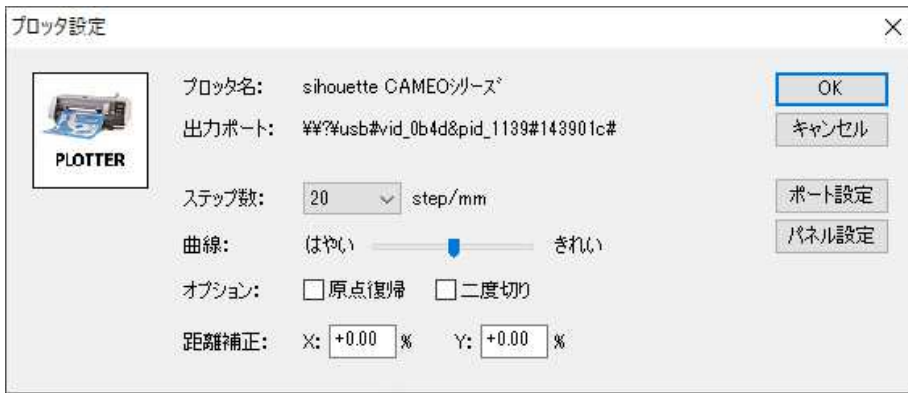 プロッタ設定
プロッタ名: sihouette CAMEOシリーズ OK
出力ポート: ¥¥?¥usb#vid_0b4d&pid_1139#143901c# キャンセル
PLOTTER
ステップ数: 20 step/mm ポート設定
曲線: はやい きれい パネル設定
オプション: 原点復帰 二度切り
距離補正: X: +0.00 % Y: +0.00 %